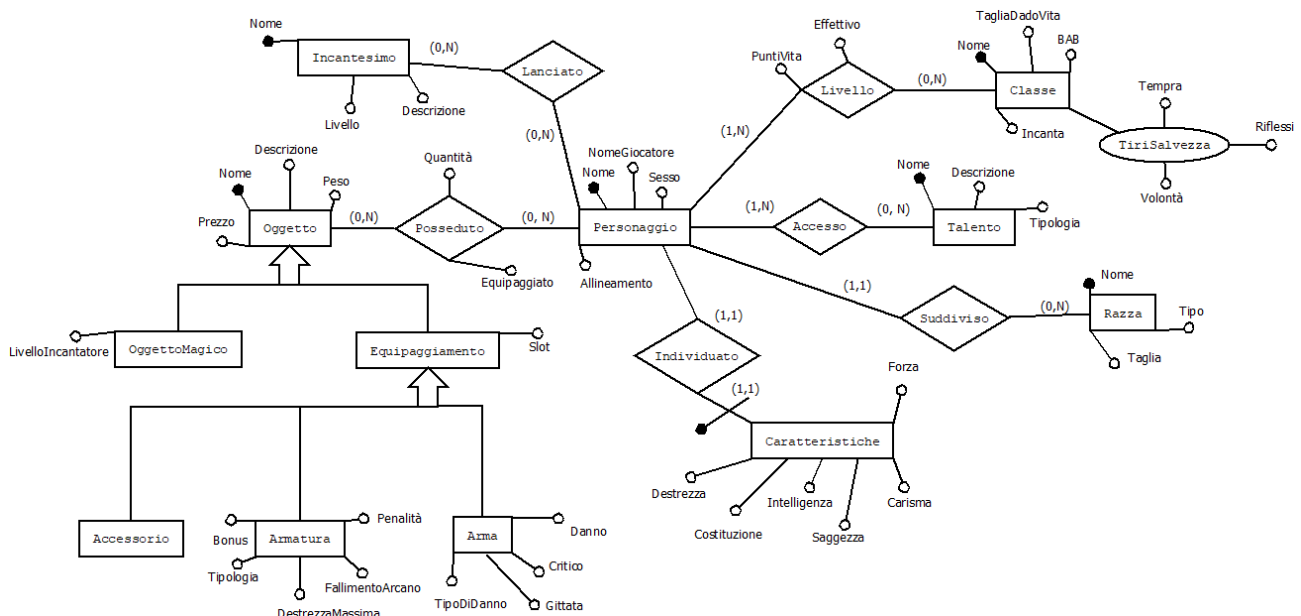 TagliaDadoVita
Effettivo
Nome
BAB
Nome
(0,N)
Incantesimo
Lanciato
PuntiVita
Livello
(0,N)
Classe
Tempra
Descrizione
Livello
Incanta
TiriSalvezza
Riflessi
(0,N)
(1,N)
Volontà
Descrizione
Quantità
NomeGiocatore
Nome
Nome
Sesso
Nome
Descrizione
Peso
Prezzo
Oggetto
(0,N)
Posseduto
(0, N)
Personaggio
(1,N)
Accesso
(0, N)
Talento
Tipologia
Equipaggiato
Allineamento
Nome
(1,1)
Suddiviso
(0,N)
Razza
Tipo
Taglia
LivelloIncantatore
OggettoMagico
Equipaggiamento
Slot
(1,1)
Individuato
(1,1)
Forza
Caratteristiche
Destrezza
Intelligenza
Carisma
Costituzione
Saggezza
Accessorio
Bonus
Armatura
Penalità
Arma
Danno
Tipologia
FallimentoArcano
Critico
DestrezzaMassima
TipoDiDanno
Gittata